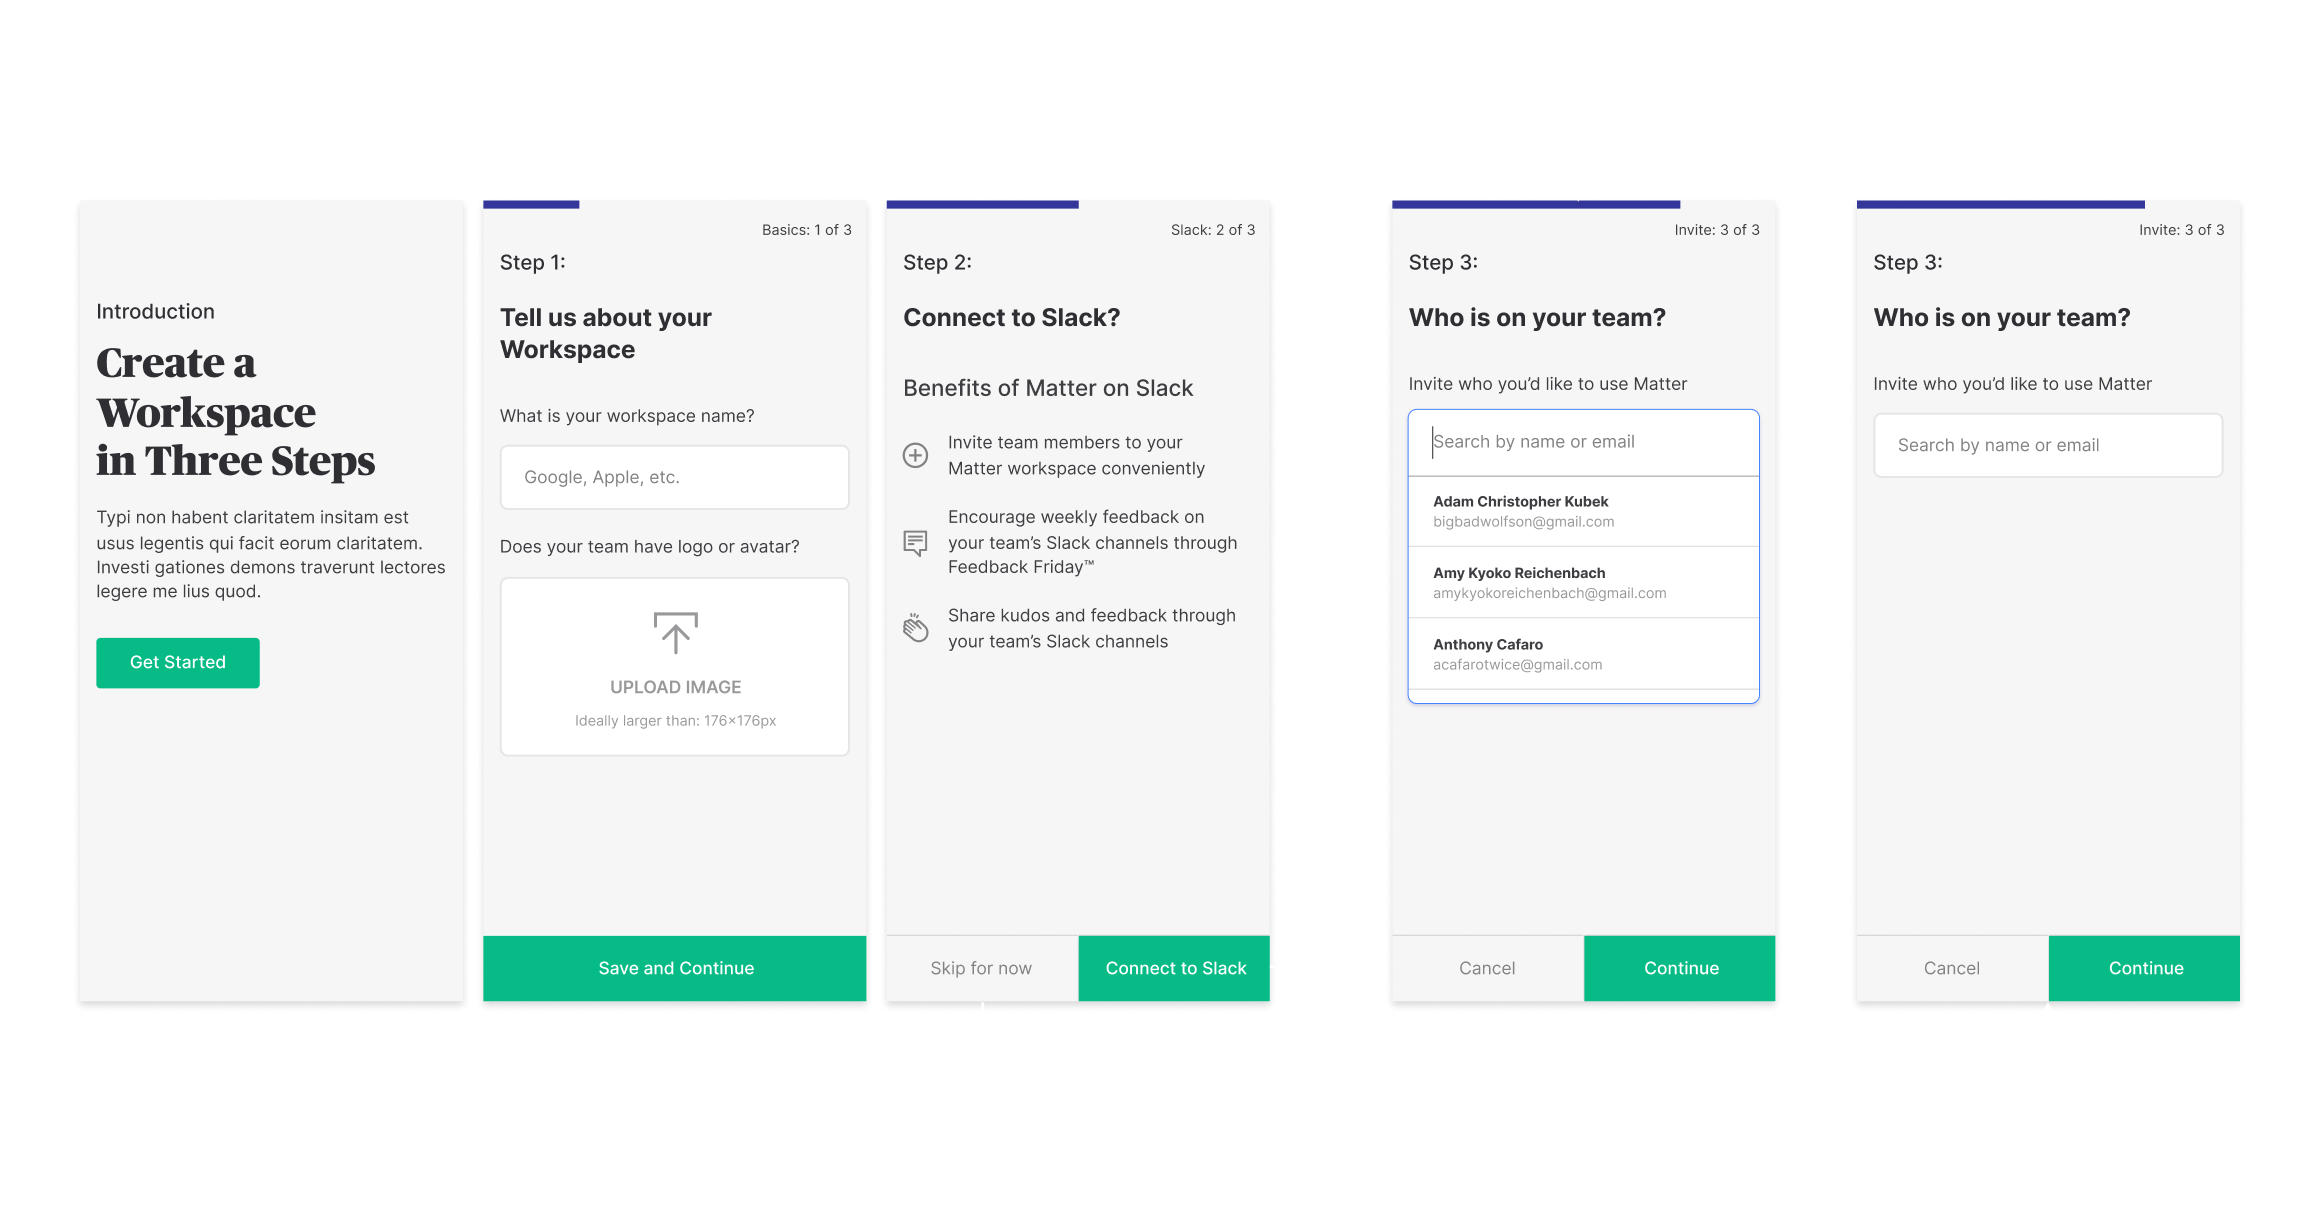 Introduction
Create a
Workspace
in Three Steps
Typi non habent claritatem insitam est
usus legentis qui facit eorum claritatem.
Investi gationes demons traverunt lectores
legere me lius quod.
Get Started
Basics: 1 of 3
Step 1:
Tell us about your
Workspace
What is your workspace name?
Google, Apple, etc.
Does your team have logo or avatar?
UPLOAD IMAGE
Ideally larger than: 176×176px
Save and Continue
Slack: 2 of 3
Step 2:
Connect to Slack?
Benefits of Matter on Slack
Invite team members to your
Matter workspace conveniently
Encourage weekly feedback on
your team’s Slack channels through
Feedback Friday™
Share kudos and feedback through
your team’s Slack channels
Skip for now
Connect to Slack
Invite: 3 of 3
Step 3:
Who is on your team?
Invite who you’d like to use Matter
Search by name or email
Adam Christopher Kubek
bigbadwolfson@gmail.com
Amy Kyoko Reichenbach
amykyokoreichenbach@gmail.com
Anthony Cafaro
acafarotwice@gmail.com
Cancel
Continue
Invite: 3 of 3
Step 3:
Who is on your team?
Invite who you’d like to use Matter
Search by name or email
Cancel
Continue